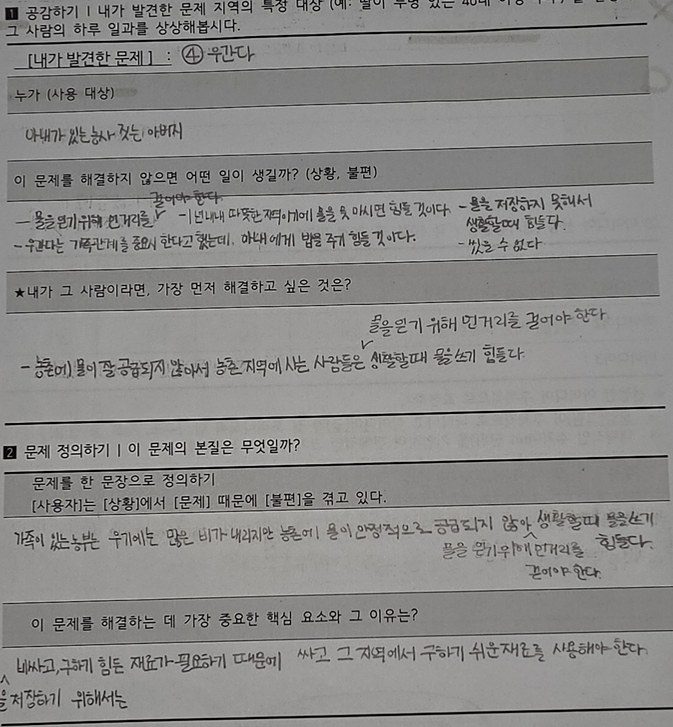 1 공감하기 | 내가 발견한 문제 지역의 특정 대상 (예: 딸이
그 사람의 하루 일과를 상상해봅시다.
[내가 발견한 문제] : ④ 우간다
누가 (사용 대상)
아내가 있는 농사 짓는 아버지
이 문제를 해결하지 않으면 어떤 일이 생길까? (상황, 불편)
- 물을 얻기 위해 먼거리를 걸어야 한다. - 1년내내 따뜻한 지역이기에 물을 못 마시면 힘들 것이다. - 물을 저장하지 못해서
생활할때 힘들다.
- 우간다는 가족관계를 중요시 한다고 했는데, 아내에게 밥을 주기 힘들 것이다.
- 씻을 수 없다
★내가 그 사람이라면, 가장 먼저 해결하고 싶은 것은?
물을 얻기 위해 먼거리를 걸어야 한다
- 농촌에 물이 잘 공급되지 않아서 농촌 지역에 사는 사람들은 생활할때 물을 쓰기 힘들다
2 문제 정의하기 | 이 문제의 본질은 무엇일까?
문제를 한 문장으로 정의하기
[사용자]는 [상황]에서 [문제] 때문에 [불편]을 겪고 있다.
가족이 있는 농부는 우기에는 많은 비가 내리지만 농촌에 물이 안정적으로 공급되지 않아 생활할때 물을 쓰기
물을 얻기 위해 먼거리를 힘들다.
걷어야 한다.
이 문제를 해결하는 데 가장 중요한 핵심 요소와 그 이유는?
비싸고, 구하기 힘든 재료가 필요하기 때문에 싸고 그 지역에서 구하기 쉬운 재료를 사용해야 한다.
물을 저장하기 위해서는